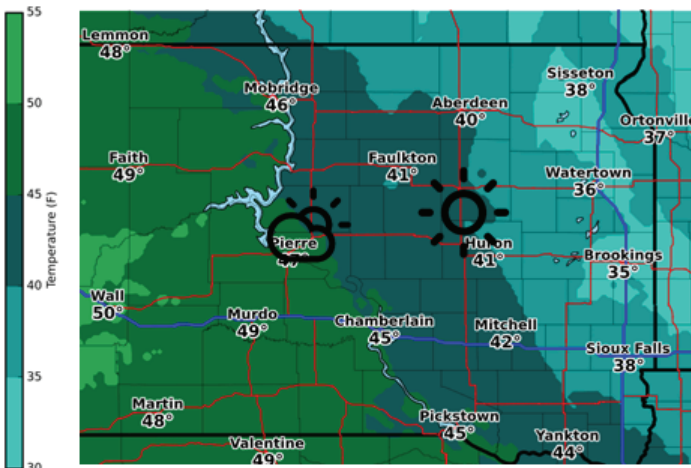 55
50
45
40
35
30
Temperature (F)
Lemmon
48°
Mobridge
46°
Sisseton
38°
Aberdeen
40°
Ortonville
37°
Faith
49°
Faulkton
41°
Watertown
36°
Pierre
47°
Huron
41°
Brookings
35°
Wall
50°
Murdo
49°
Chamberlain
45°
Mitchell
42°
Sioux Falls
38°
Martin
48°
Pickstown
45°
Yankton
44°
Valentine
49°